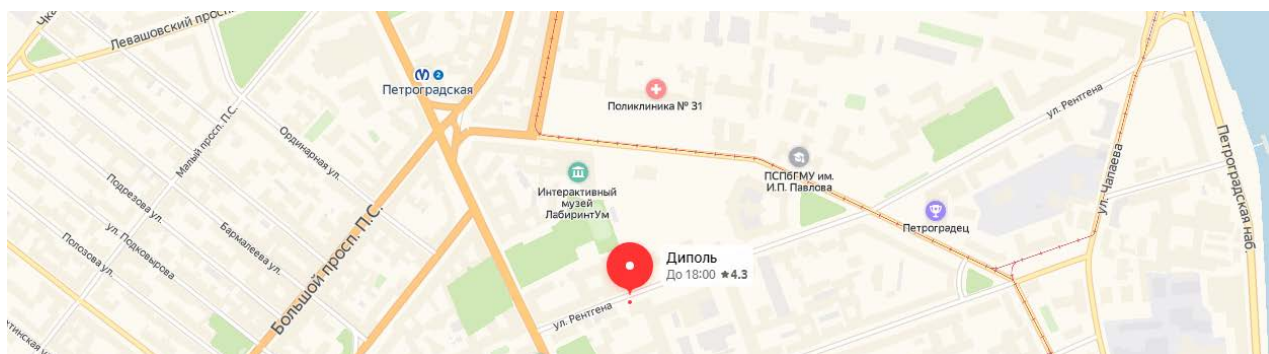 Левашовский просп.
Петроградская
Поликлиника № 31
ул. Рентгена
Малый просп. П.С.
Ординарная ул.
ул. Чапаева
Петроградская наб.
ПСПбГМУ им.
И.П. Павлова
Интерактивный
музей
ЛабиринтУм
Подрезова ул.
Бармалеева ул.
ул. Подковырова
Полозова ул.
Большой просп. П.С.
Петроградец
Диполь
До 18:00 ★4.3
ул. Рентгена